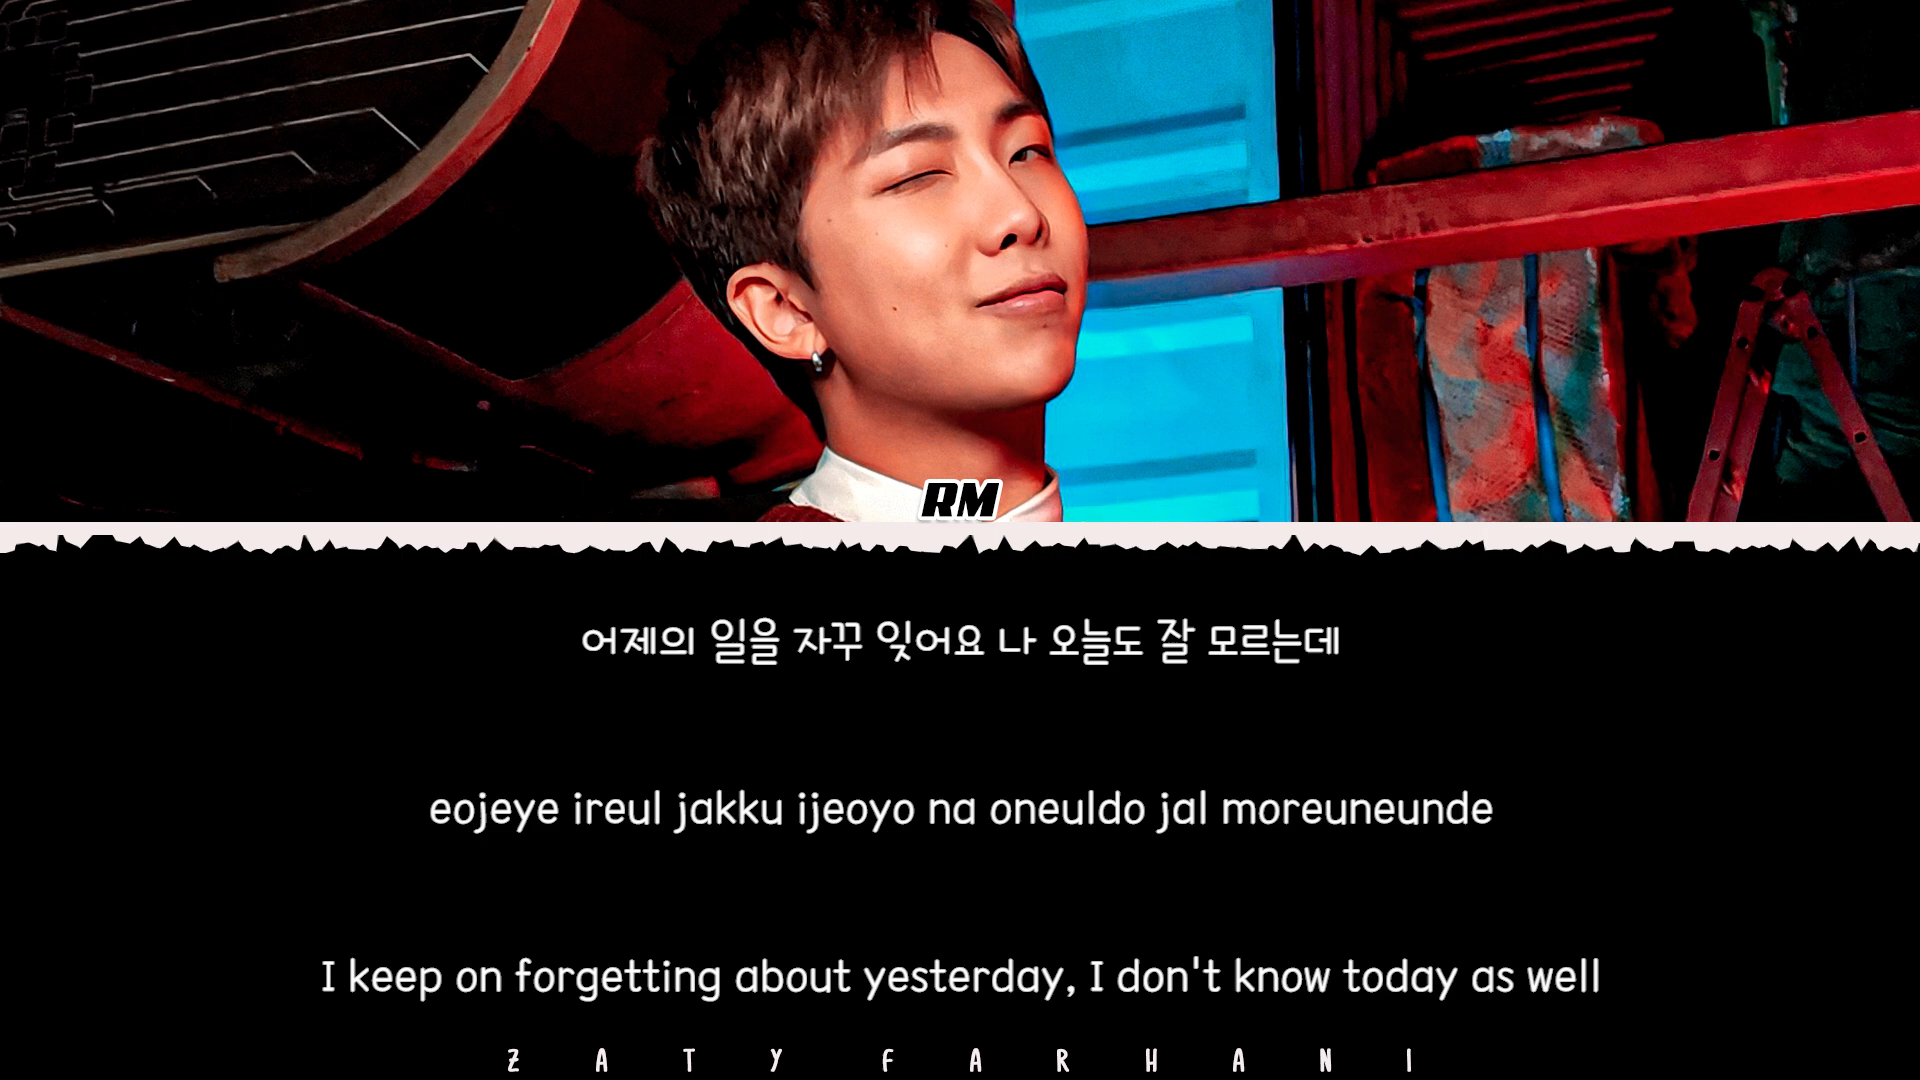 RM
어제의 일을 자꾸 잊어요 나 오늘도 잘 모르는데
eojeye ireul jakku ijeoyo na oneuldo jal moreuneunde
I keep on forgetting about yesterday, I don't know today as well
ZATY FARHANI